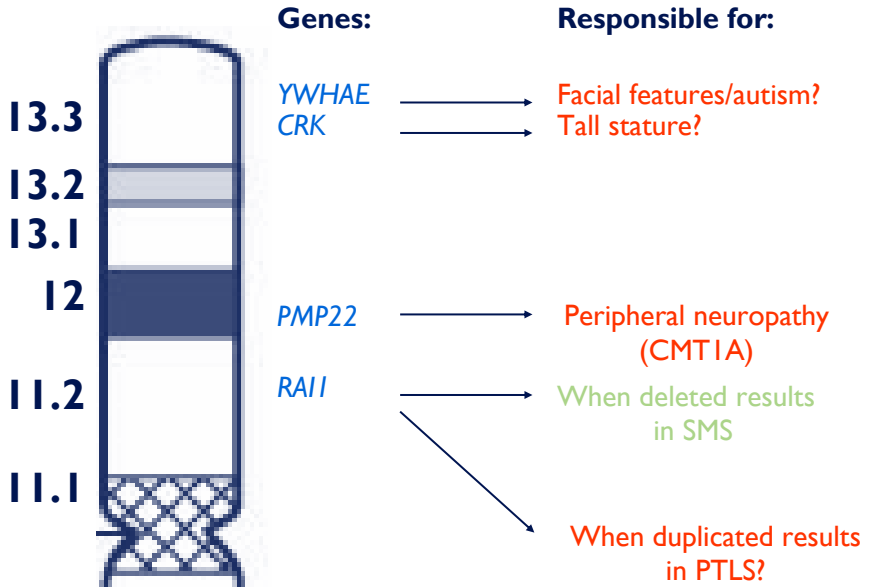 Genes:
Responsible for:
13.3
YWHAE
Facial features/autism?
CRK
Tall stature?
13.2
13.1
12
PMP22
Peripheral neuropathy
(CMT1A)
11.2
RAI1
When deleted results
in SMS
11.1
When duplicated results
in PTLS?